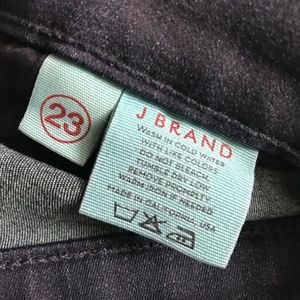 23
J BRAND
WASH IN COLD WATER
WITH LIKE COLORS
DO NOT BLEACH
TUMBLE DRY LOW
REMOVE PROMPTLY
WARM IRON IF NEEDED
MADE IN CALIFORNIA, USA